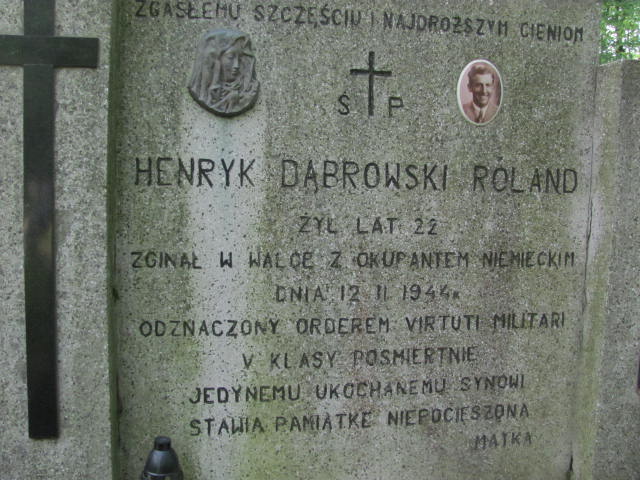 ZGASŁEMU SZCZĘŚCIU I NAJDROŻSZYM CIENIOM
Ś P
HENRYK DĄBROWSKI ROLAND
ŻYŁ LAT 22
ZGINĄŁ W WALCE Z OKUPANTEM NIEMIECKIM
DNIA 12 II 1944 R
ODZNACZONY ORDEREM VIRTUTI MILITARI
V KLASY POŚMIERTNIE
JEDYNEMU UKOCHANEMU SYNOWI
STAWIA PAMIĄTKĘ NIEPOCIESZONA
MATKA